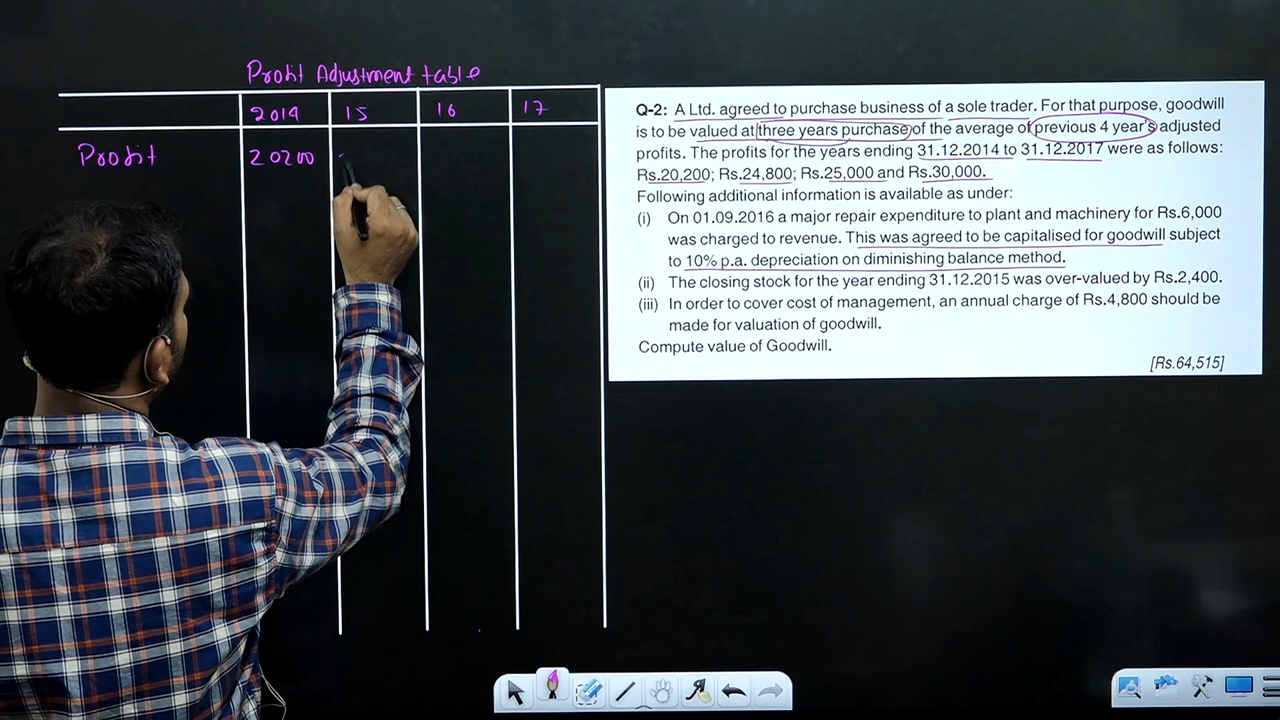 Profit Adjustment table
2014 15 16 17
Profit 20200
Q-2: A Ltd. agreed to purchase business of a sole trader. For that purpose, goodwill
is to be valued at three years purchase of the average of previous 4 year's adjusted
profits. The profits for the years ending 31.12.2014 to 31.12.2017 were as follows:
Rs.20,200; Rs.24,800; Rs.25,000 and Rs.30,000.
Following additional information is available as under:
(i) On 01.09.2016 a major repair expenditure to plant and machinery for Rs.6,000
was charged to revenue. This was agreed to be capitalised for goodwill subject
to 10% p.a. depreciation on diminishing balance method.
(ii) The closing stock for the year ending 31.12.2015 was over-valued by Rs.2,400.
(iii) In order to cover cost of management, an annual charge of Rs.4,800 should be
made for valuation of goodwill.
Compute value of Goodwill.
[Rs.64,515]